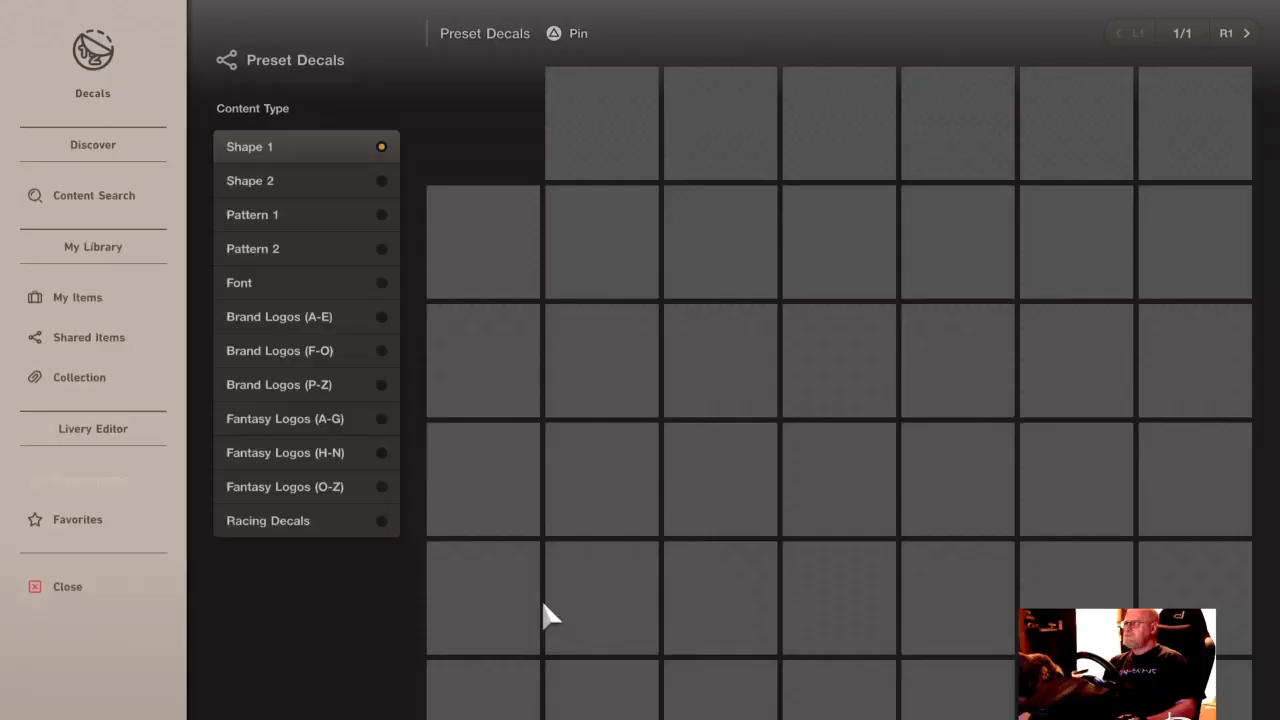 Decals
Discover
Content Search
My Library
My Items
Shared Items
Collection
Livery Editor
Favorites
Close
Preset Decals
Content Type
Shape 1
Shape 2
Pattern 1
Pattern 2
Font
Brand Logos (A-E)
Brand Logos (F-O)
Brand Logos (P-Z)
Fantasy Logos (A-G)
Fantasy Logos (H-N)
Fantasy Logos (O-Z)
Racing Decals
Preset Decals Pin
L1 1/1 R1